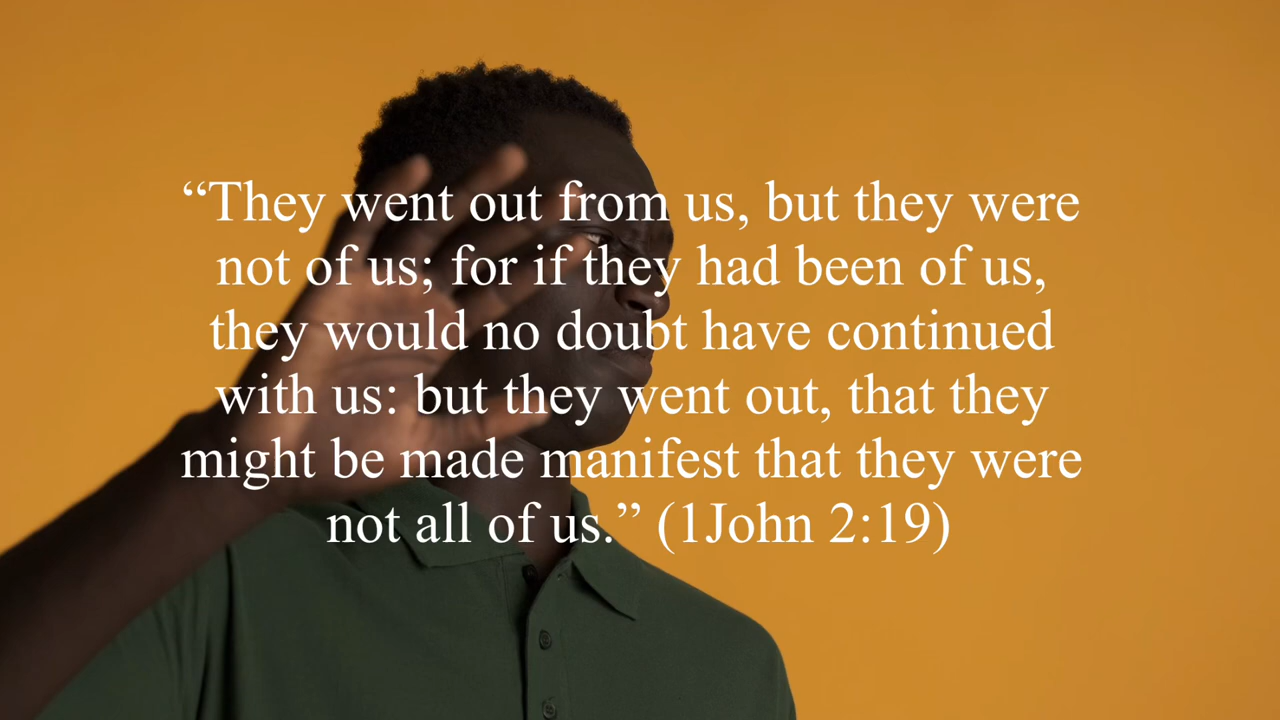 “They went out from us, but they were
not of us; for if they had been of us,
they would no doubt have continued
with us: but they went out, that they
might be made manifest that they were
not all of us.” (1John 2:19)